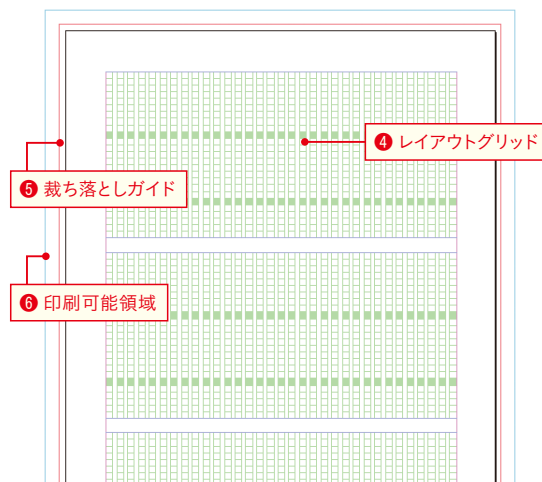 ❹ レイアウトグリッド
❺ 裁ち落としガイド
❻ 印刷可能領域